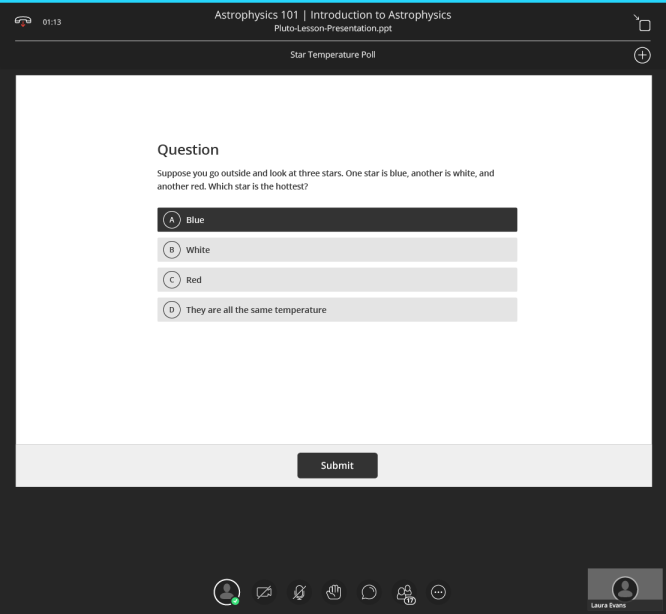 01:13
Astrophysics 101 | Introduction to Astrophysics
Pluto-Lesson-Presentation.ppt
Star Temperature Poll
Question
Suppose you go outside and look at three stars. One star is blue, another is white, and
another red. Which star is the hottest?
A Blue
B White
C Red
D They are all the same temperature
Submit
17
Laura Evans